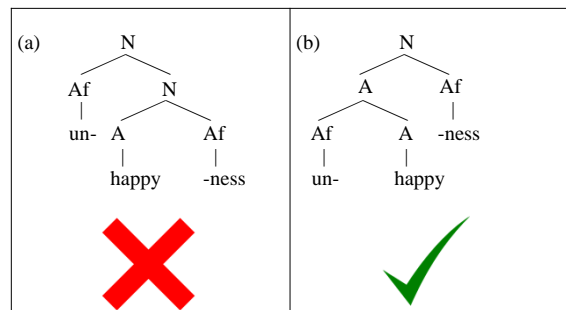 (a) N
Af N
un- A Af
happy -ness
(b) N
A Af
Af A -ness
un- happy